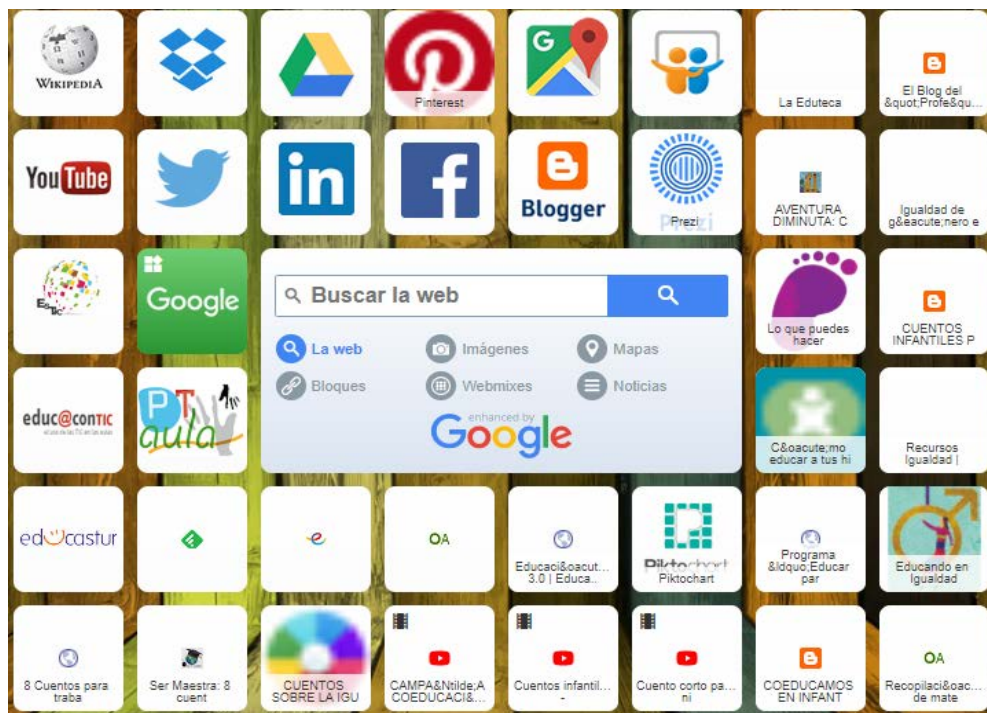 WIKIPEDIA
Pinterest
G
La Eduteca
El Blog del
&quot;Profe&qu...
You Tube
in
f
Blogger
Prezi
Prezi
AVENTURA
DIMINUTA: C
Igualdad de
g&eacute;nero e
EsTic
Google
Buscar la web
La web
Imágenes
Mapas
Bloques
Webmixes
Noticias
enhanced by
Google
Lo que puedes
hacer
CUENTOS
INFANTILES P
educ@conTIC
PT
aula
C&oacute;mo
educar a tus hi
Recursos
Igualdad |
educastur
e
OA
Educaci&oacut...
3.0 | Educa..
Piktochart
Piktochart
Programa
&ldquo;Educar
par
Educando en
Igualdad
8 Cuentos para
traba
Ser Maestra: 8
cuent
CUENTOS
SOBRE LA IGU
CAMPA&Ntilde;A
COEDUCACI&...
Cuentos infantil...
-
Cuento corto pa...
ni
COEDUCAMOS
EN INFANT
OA
Recopilaci&oac...
de mate